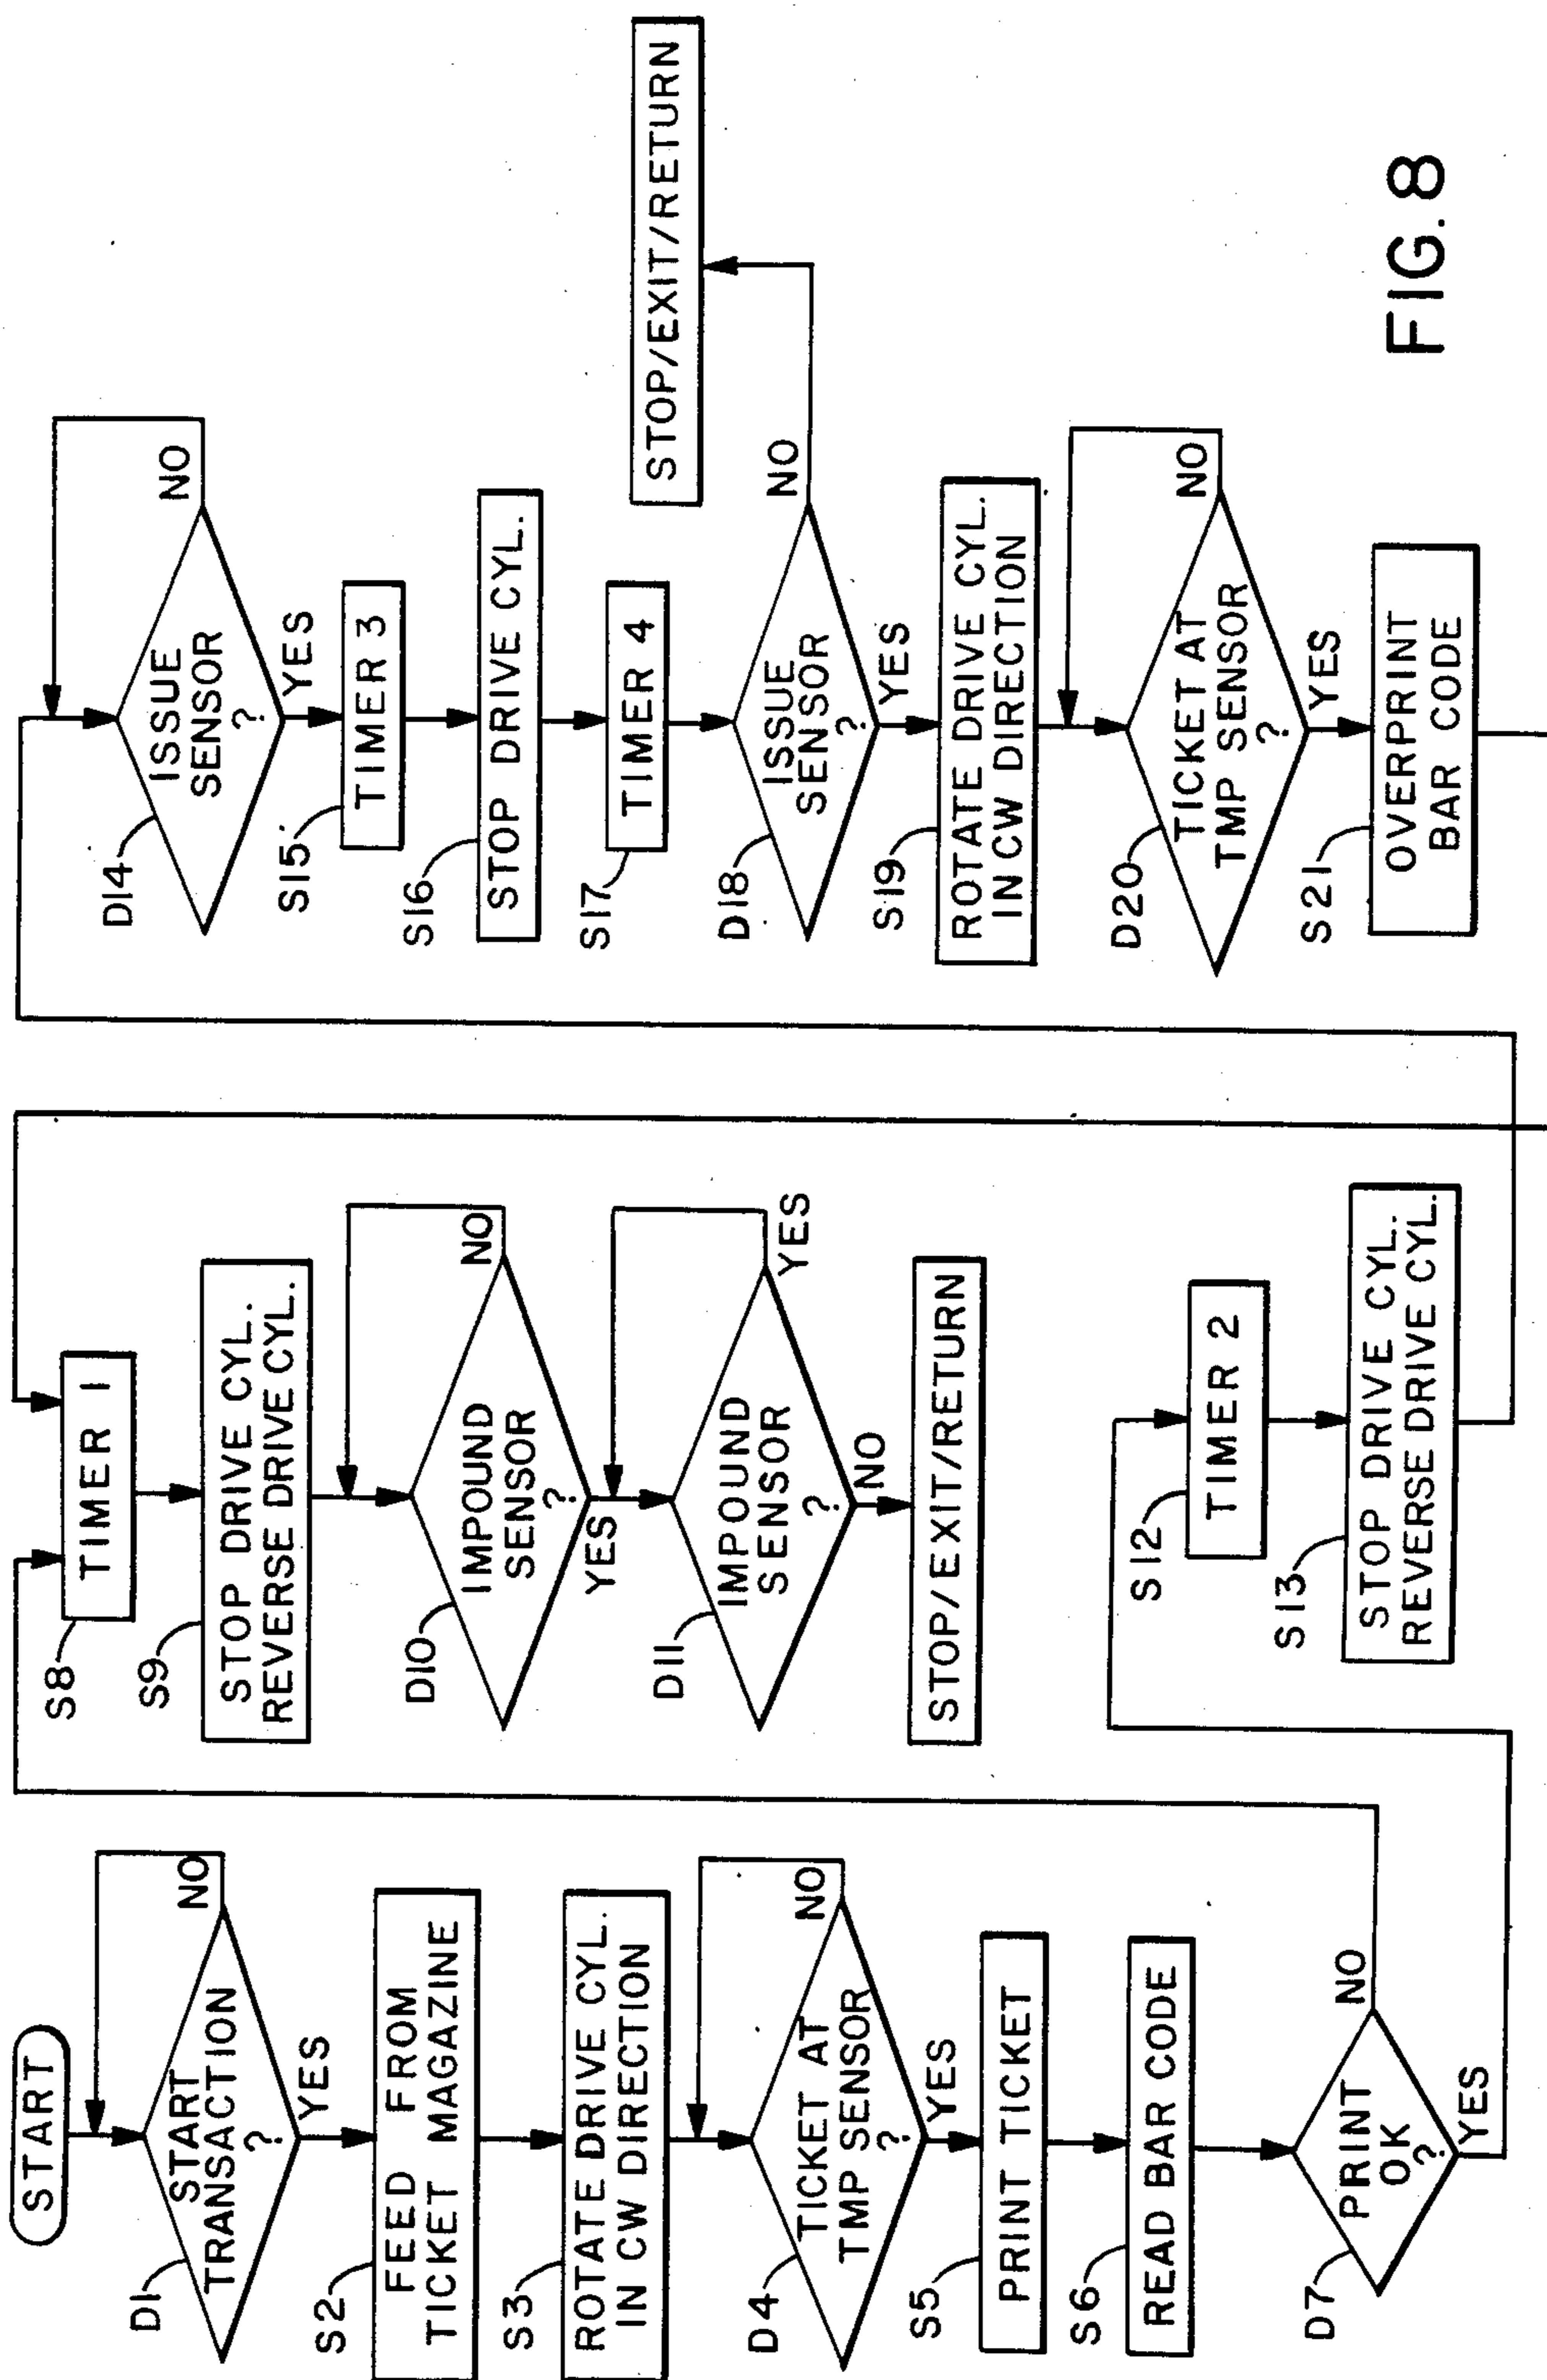 START
D1
START
TRANSACTION
?
NO
YES
S2
FEED FROM
TICKET MAGAZINE
S3
ROTATE DRIVE CYL.
IN CW DIRECTION
D4
TICKET AT
TMP SENSOR
?
NO
YES
S5
PRINT TICKET
S6
READ BAR CODE
D7
PRINT
OK
?
NO
YES
S8
TIMER 1
S9
STOP DRIVE CYL.
REVERSE DRIVE CYL.
D10
IMPOUND
SENSOR
?
NO
YES
D11
IMPOUND
SENSOR
?
YES
NO
STOP/EXIT/RETURN
S12
TIMER 2
S13
STOP DRIVE CYL.
REVERSE DRIVE CYL.
D14
ISSUE
SENSOR
?
NO
YES
S15
TIMER 3
S16
STOP DRIVE CYL.
S17
TIMER 4
D18
ISSUE
SENSOR
?
NO
STOP/EXIT/RETURN
YES
S19
ROTATE DRIVE CYL.
IN CW DIRECTION
D20
TICKET AT
TMP SENSOR
?
NO
YES
S21
OVERPRINT
BAR CODE
FIG. 8